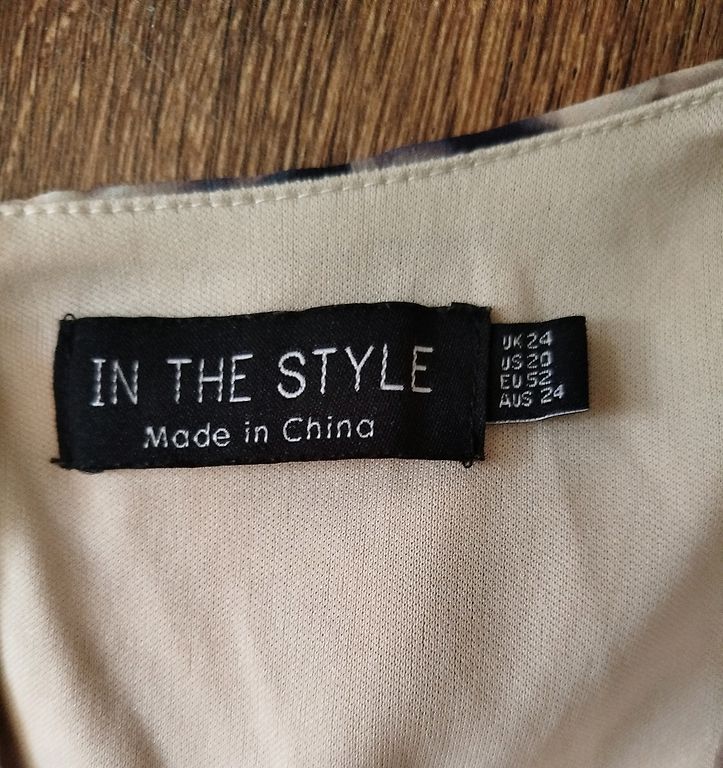 IN THE STYLE
Made in China
UK 24
US 20
EU 52
AUS 24